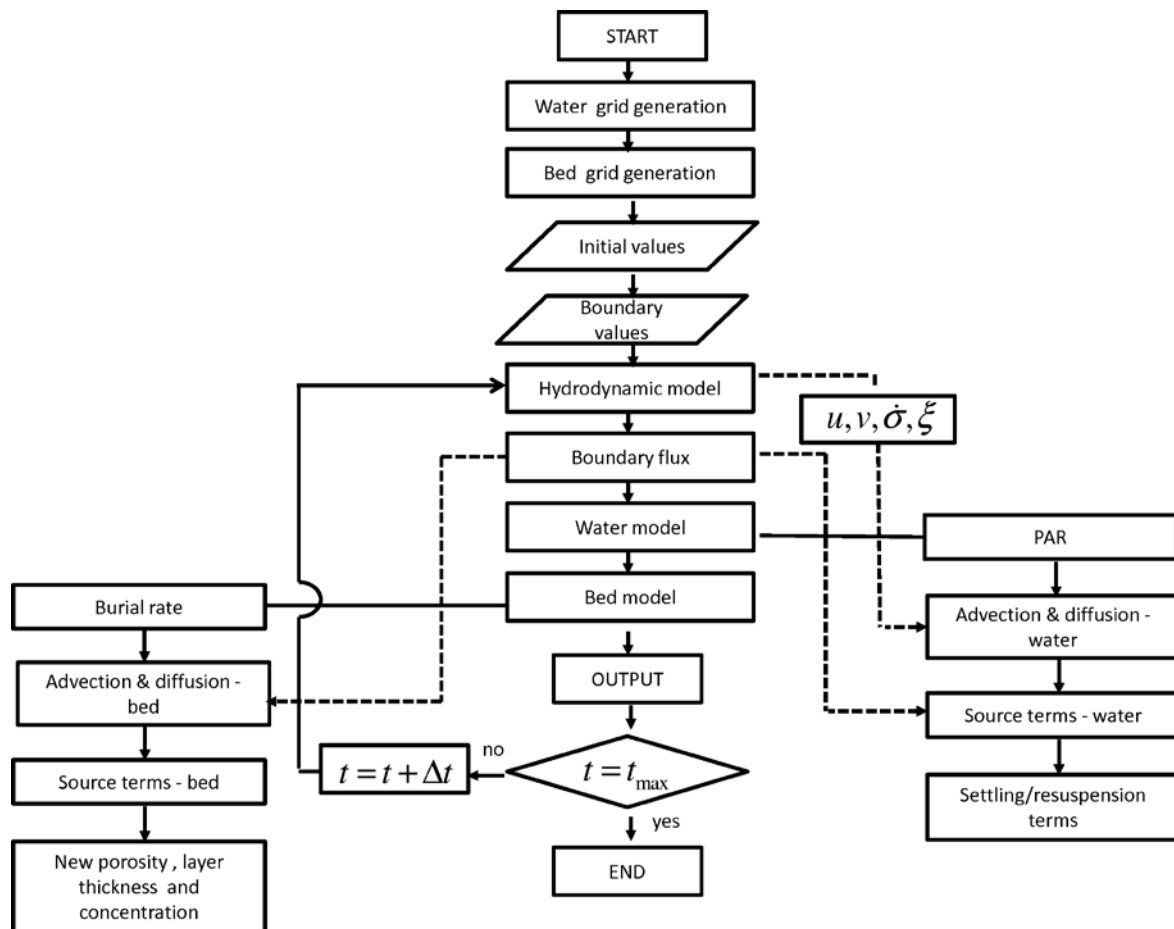 START
Water grid generation
Bed grid generation
Initial values
Boundary
values
Hydrodynamic model
u, v, σ̇, ξ
Boundary flux
Water model
PAR
Bed model
Burial rate
Advection & diffusion -
water
Advection & diffusion -
bed
OUTPUT
Source terms - water
no
t = t + Δt
t = tmax
Source terms - bed
Settling/resuspension
terms
yes
END
New porosity , layer
thickness and
concentration